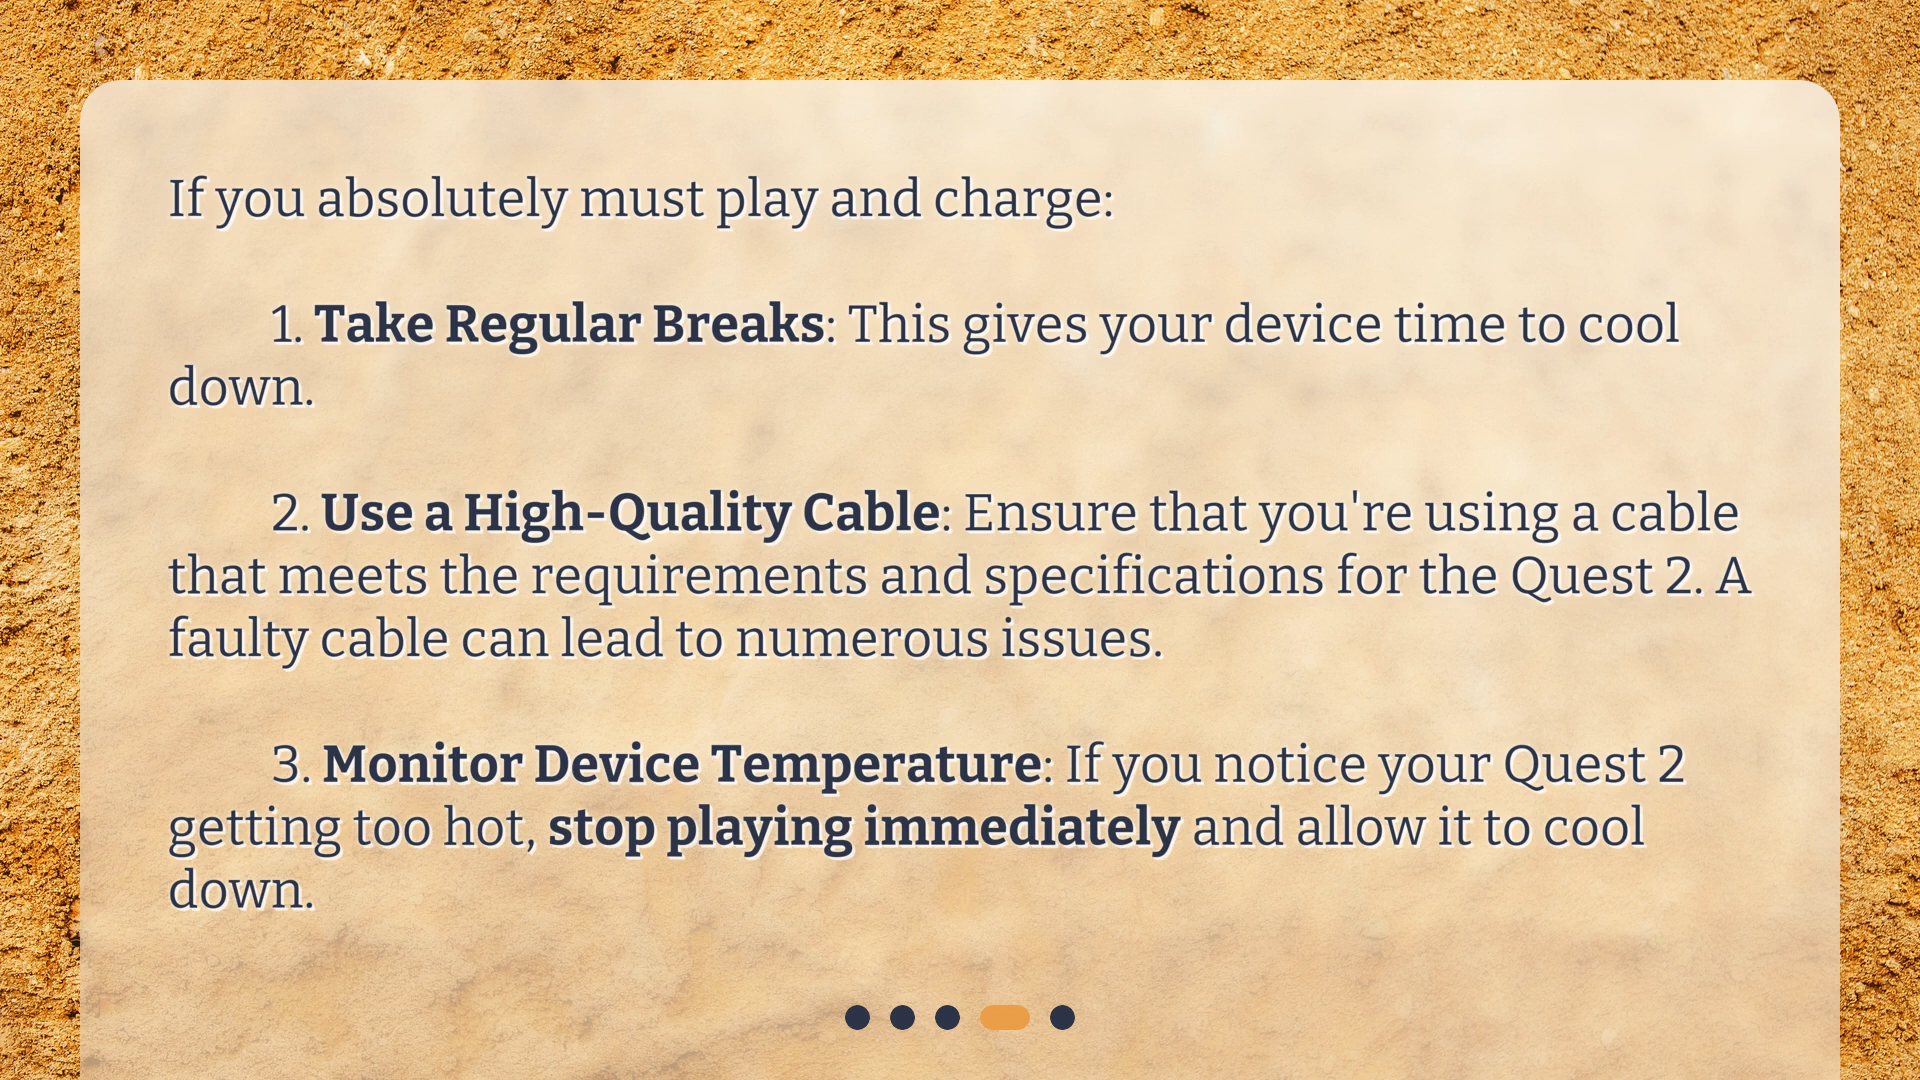 If you absolutely must play and charge:
1. Take Regular Breaks: This gives your device time to cool
down.
2. Use a High-Quality Cable: Ensure that you're using a cable
that meets the requirements and specifications for the Quest 2. A
faulty cable can lead to numerous issues.
3. Monitor Device Temperature: If you notice your Quest 2
getting too hot, stop playing immediately and allow it to cool
down.